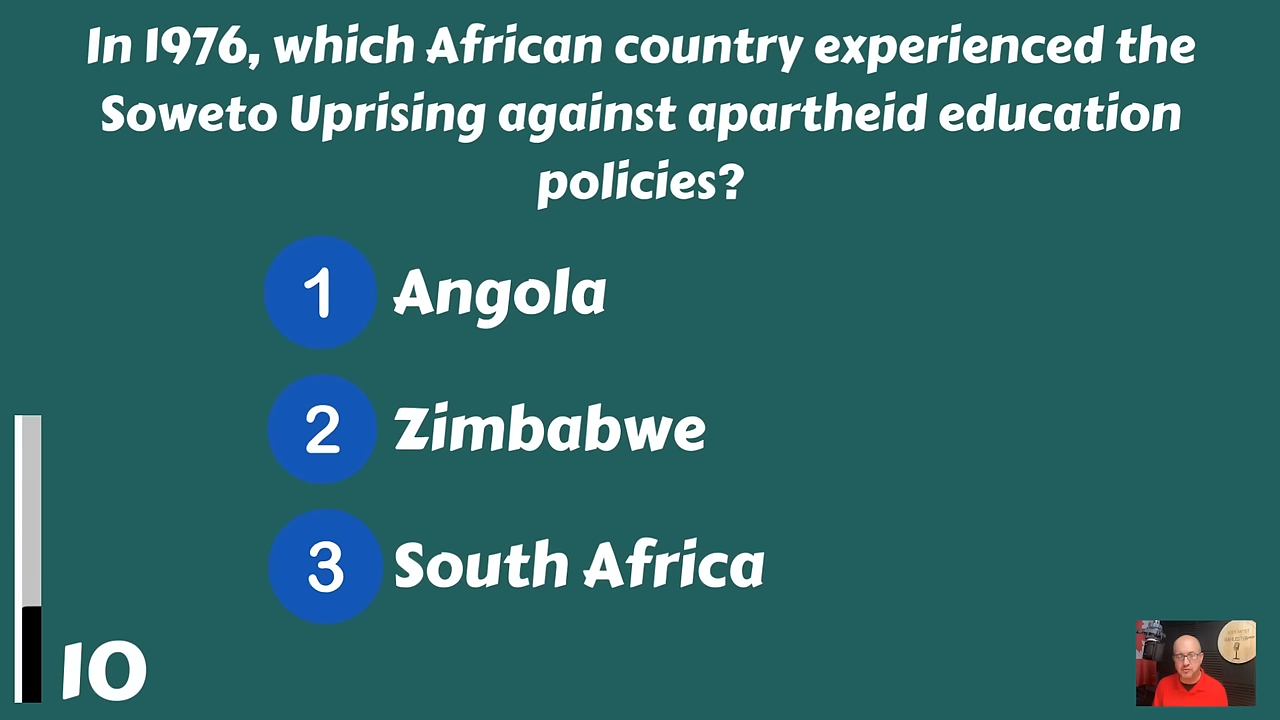 In 1976, which African country experienced the
Soweto Uprising against apartheid education
policies?
1 Angola
2 Zimbabwe
3 South Africa
10